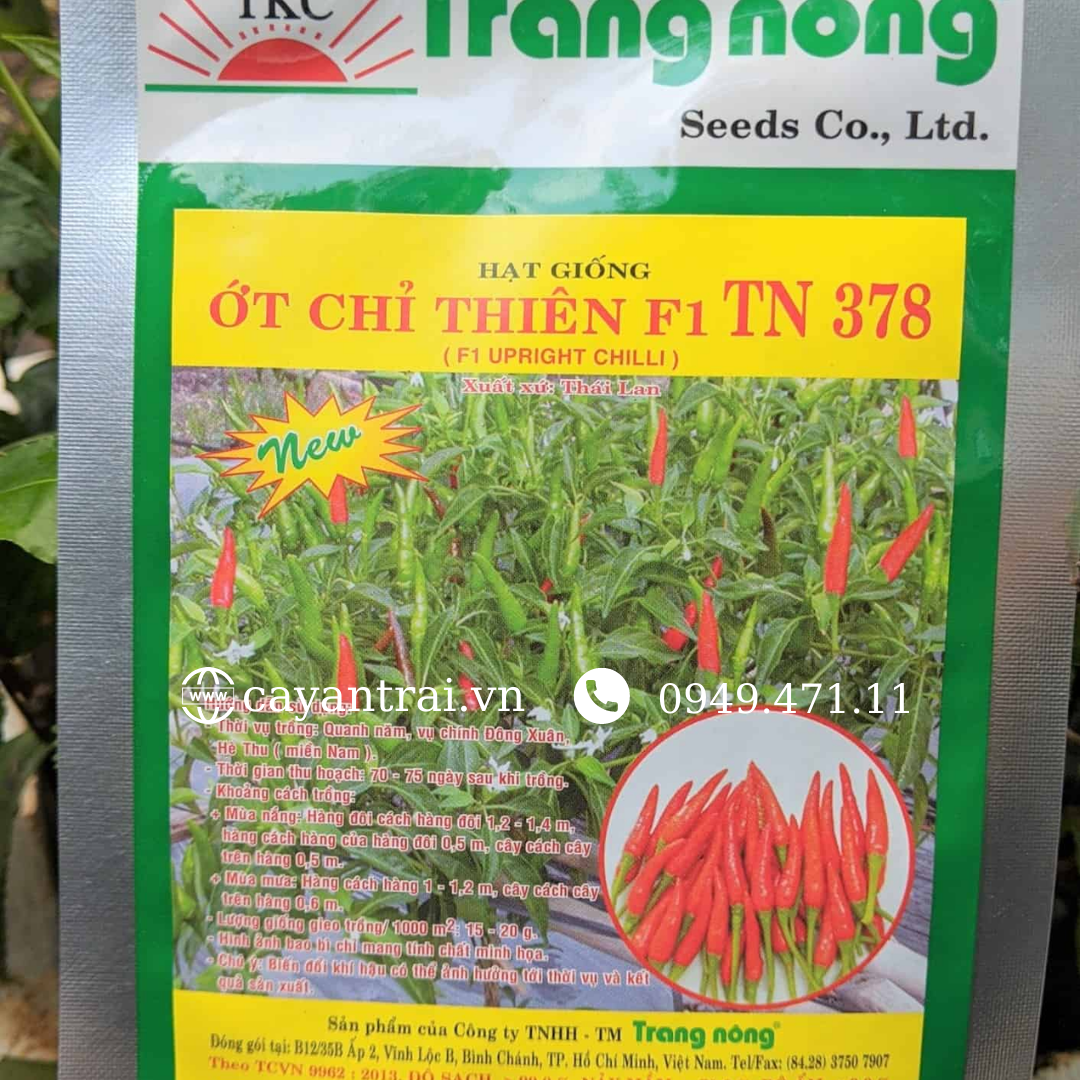 TKC
Trang nông
Seeds Co., Ltd.
HẠT GIỐNG
ỚT CHỈ THIÊN F1 TN 378
( F1 UPRIGHT CHILLI )
Xuất xứ: Thái Lan
New
www
cayantrai.vn
0949.471.11
Thời vụ trồng: Quanh năm, vụ chính Đông Xuân,
Hè Thu ( miền Nam ).
- Thời gian thu hoạch: 70 - 75 ngày sau khi trồng.
- Khoảng cách trồng:
+ Mùa nắng: Hàng đôi cách hàng đôi 1,2 - 1,4 m,
hàng cách hàng của hàng đôi 0,5 m, cây cách cây
trên hàng 0,5 m.
+ Mùa mưa: Hàng cách hàng 1 - 1,2 m, cây cách cây
trên hàng 0,6 m.
- Lượng giống gieo trồng/ 1000 m²: 15 - 20 g.
- Hình ảnh bao bì chỉ mang tính chất minh họa.
- Chú ý: Biến đổi khí hậu có thể ảnh hưởng tới thời vụ và kết
quả sản xuất.
Sản phẩm của Công ty TNHH - TM Trang nông®
Đóng gói tại: B12/35B Ấp 2, Vĩnh Lộc B, Bình Chánh, TP. Hồ Chí Minh, Việt Nam. Tel/Fax: (84.28) 3750 7907
Theo TCVN 9962 : 2013. ĐỘ SẠCH